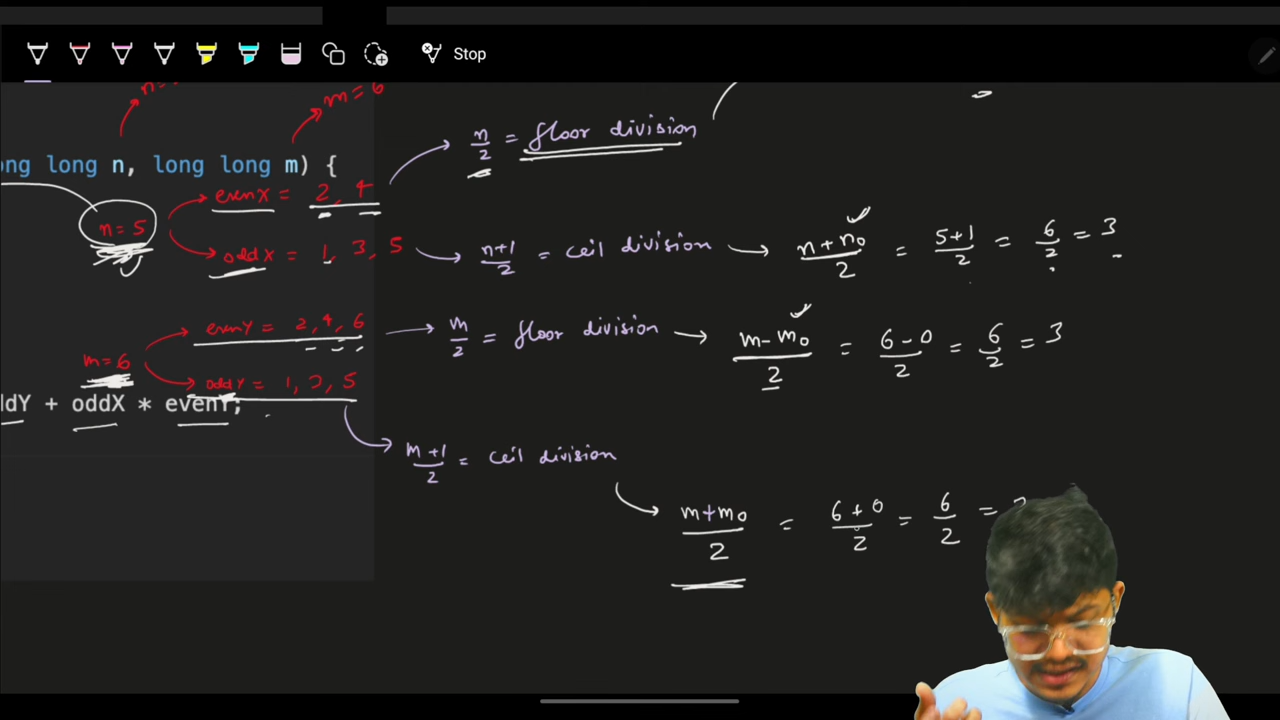 Stop
m = 6
n/2 = floor division
ong long n, long long m) {
evenX = 2, 4
n = 5
oddX = 1, 3, 5
(n+1)/2 = ceil division → (n + n₀)/2 = (5+1)/2 = 6/2 = 3
evenY = 2, 4, 6
m/2 = floor division → (m - m₀)/2 = (6 - 0)/2 = 6/2 = 3
m = 6
oddY = 1, 3, 5
ddY + oddX * evenY;
(m+1)/2 = ceil division
(m + m₀)/2 = (6 + 0)/2 = 6/2 =